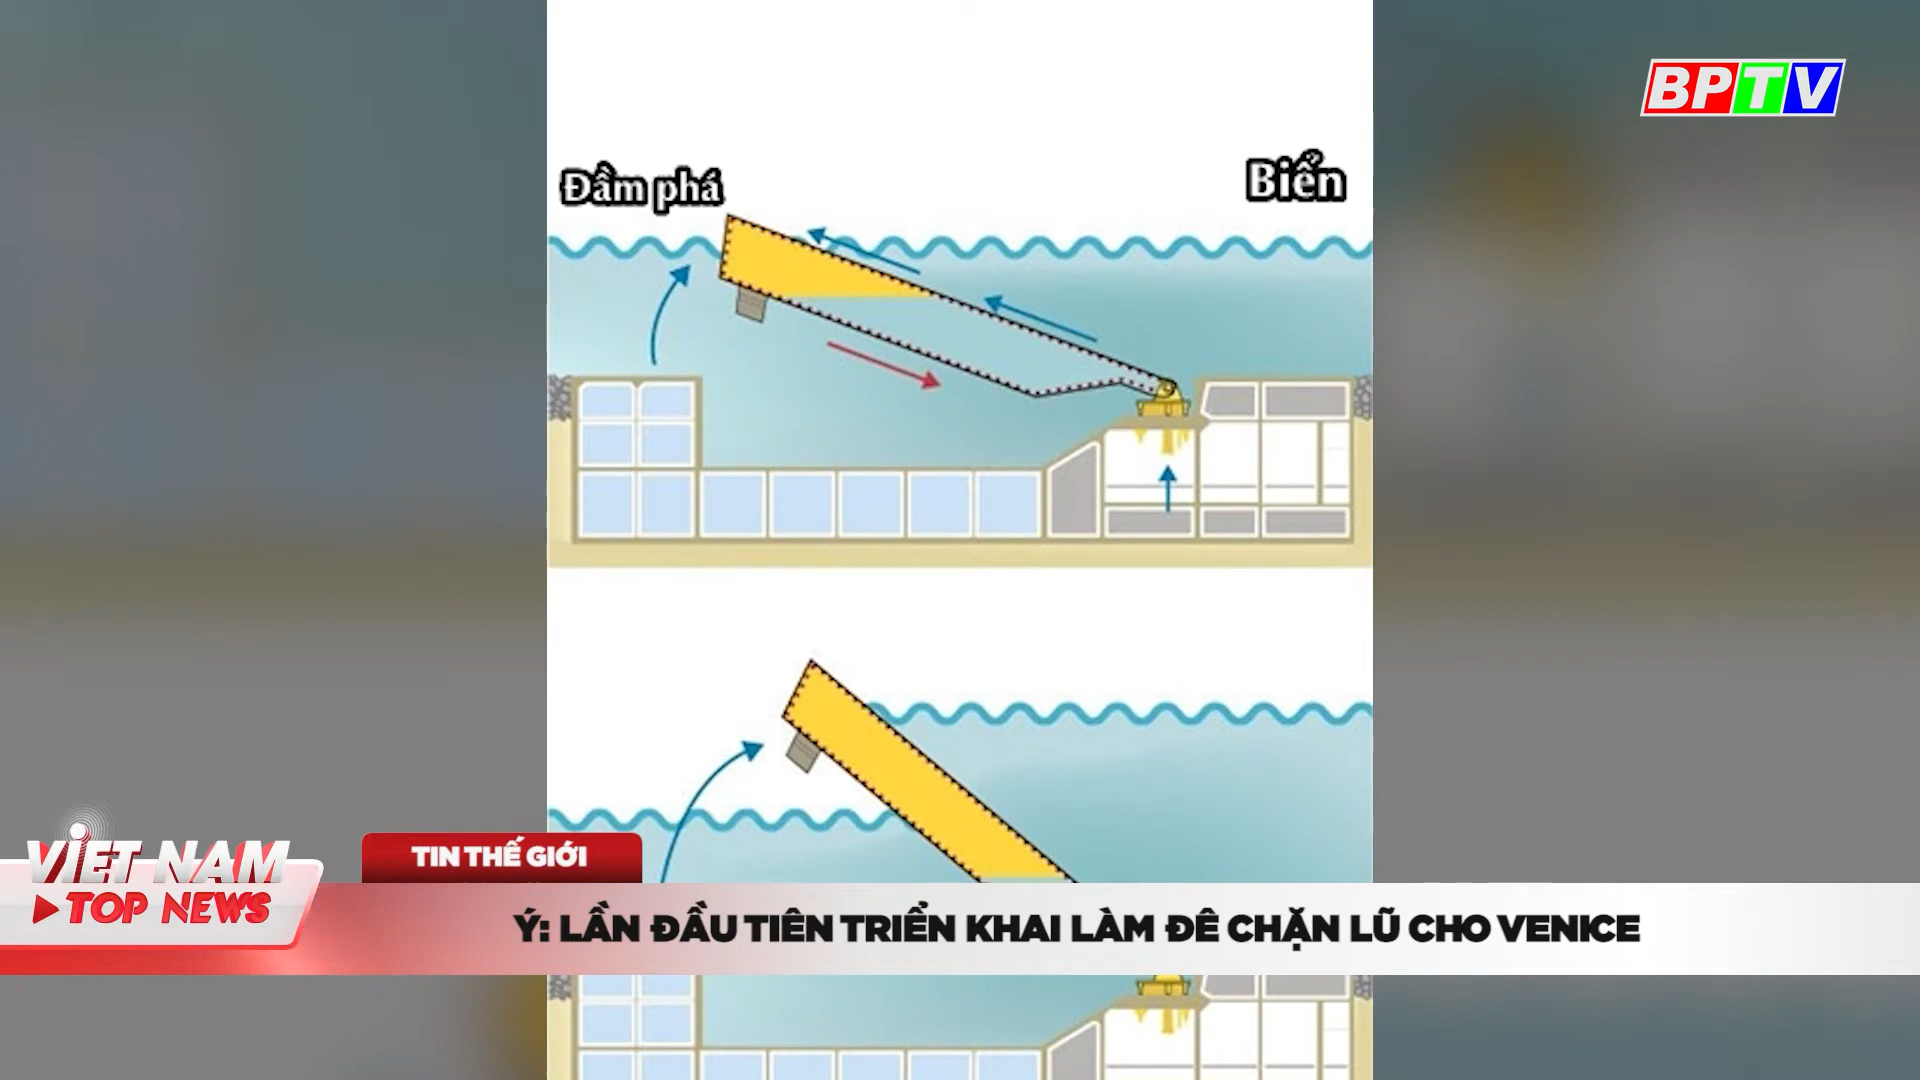 BPTV
Đầm phá
Biển
VIỆT NAM
TOP NEWS
TIN THẾ GIỚI
Ý: LẦN ĐẦU TIÊN TRIỂN KHAI LÀM ĐÊ CHẶN LŨ CHO VENICE